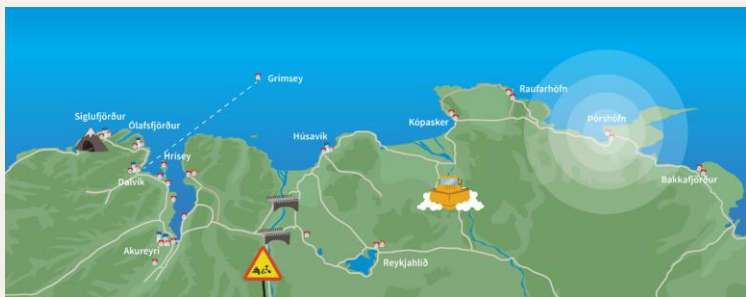 Grímsey
Raufarhöfn
Siglufjörður
Ólafsfjörður
Kópasker
Þórshöfn
Húsavík
Hrísey
Dalvík
Bakkafjörður
Akureyri
Reykjahlíð